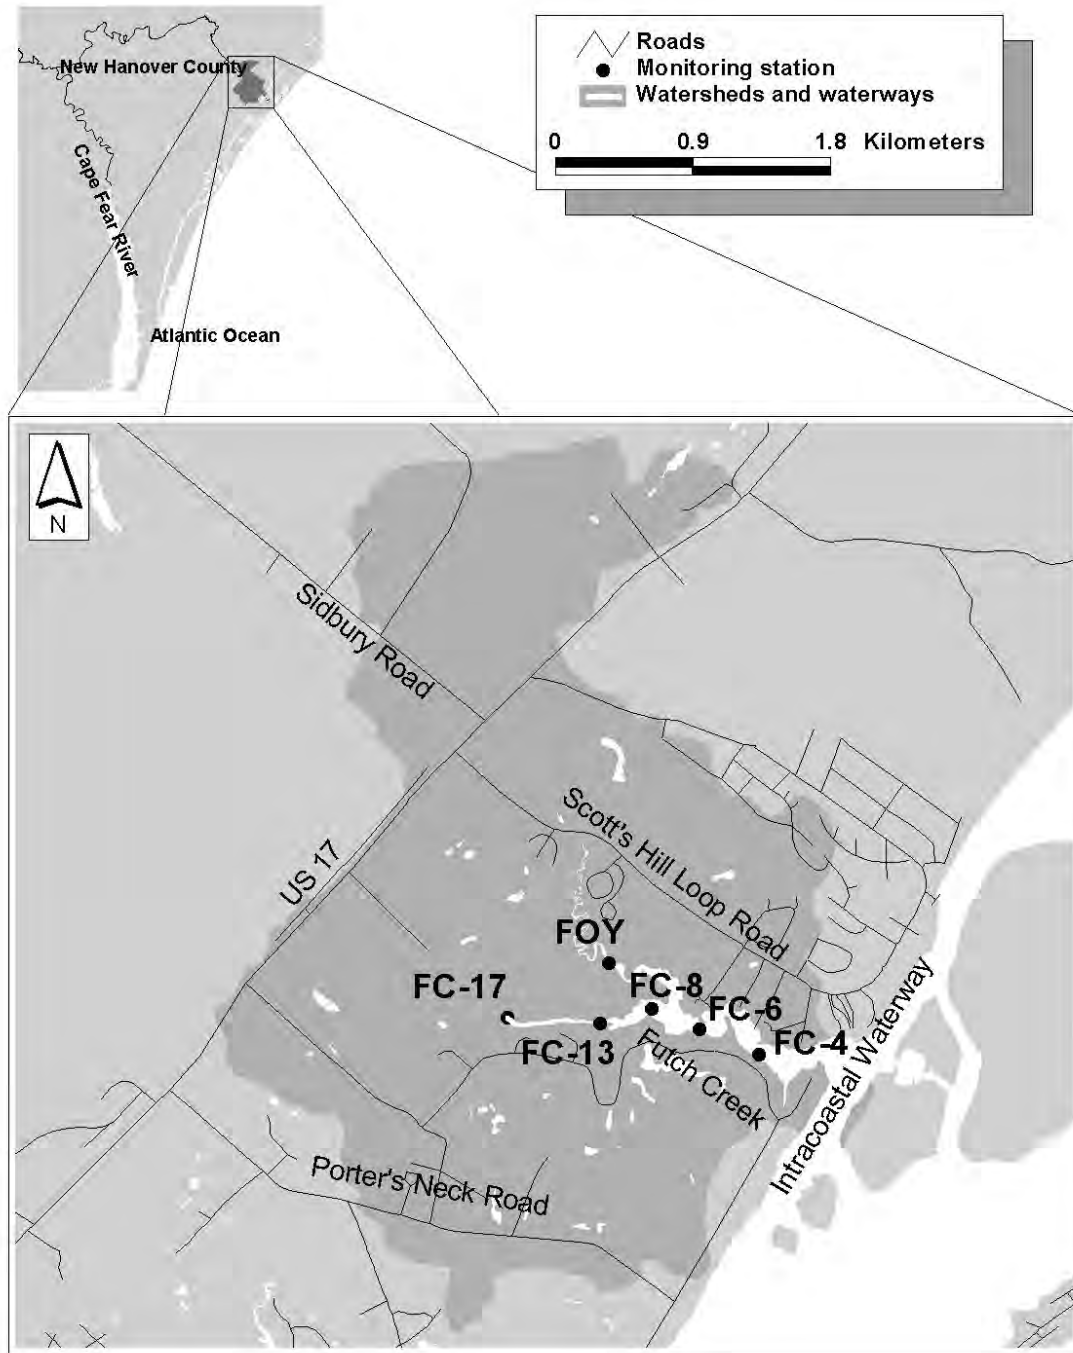 New Hanover County
Cape Fear River
Atlantic Ocean
Roads
Monitoring station
Watersheds and waterways
0 0.9 1.8 Kilometers
N
Sidbury Road
US 17
Scott's Hill Loop Road
FOY
FC-17
FC-8
FC-6
FC-13
FC-4
Futch Creek
Intracoastal Waterway
Porter's Neck Road